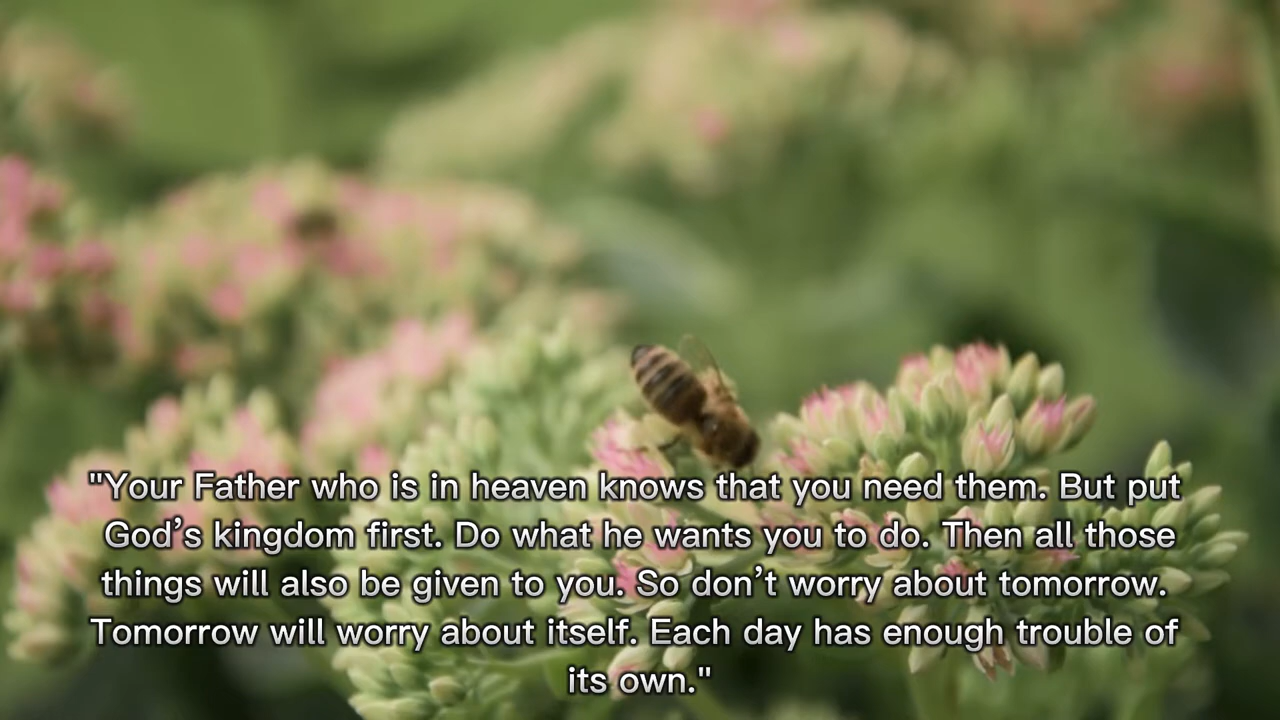 "Your Father who is in heaven knows that you need them. But put
God’s kingdom first. Do what he wants you to do. Then all those
things will also be given to you. So don’t worry about tomorrow.
Tomorrow will worry about itself. Each day has enough trouble of
its own."